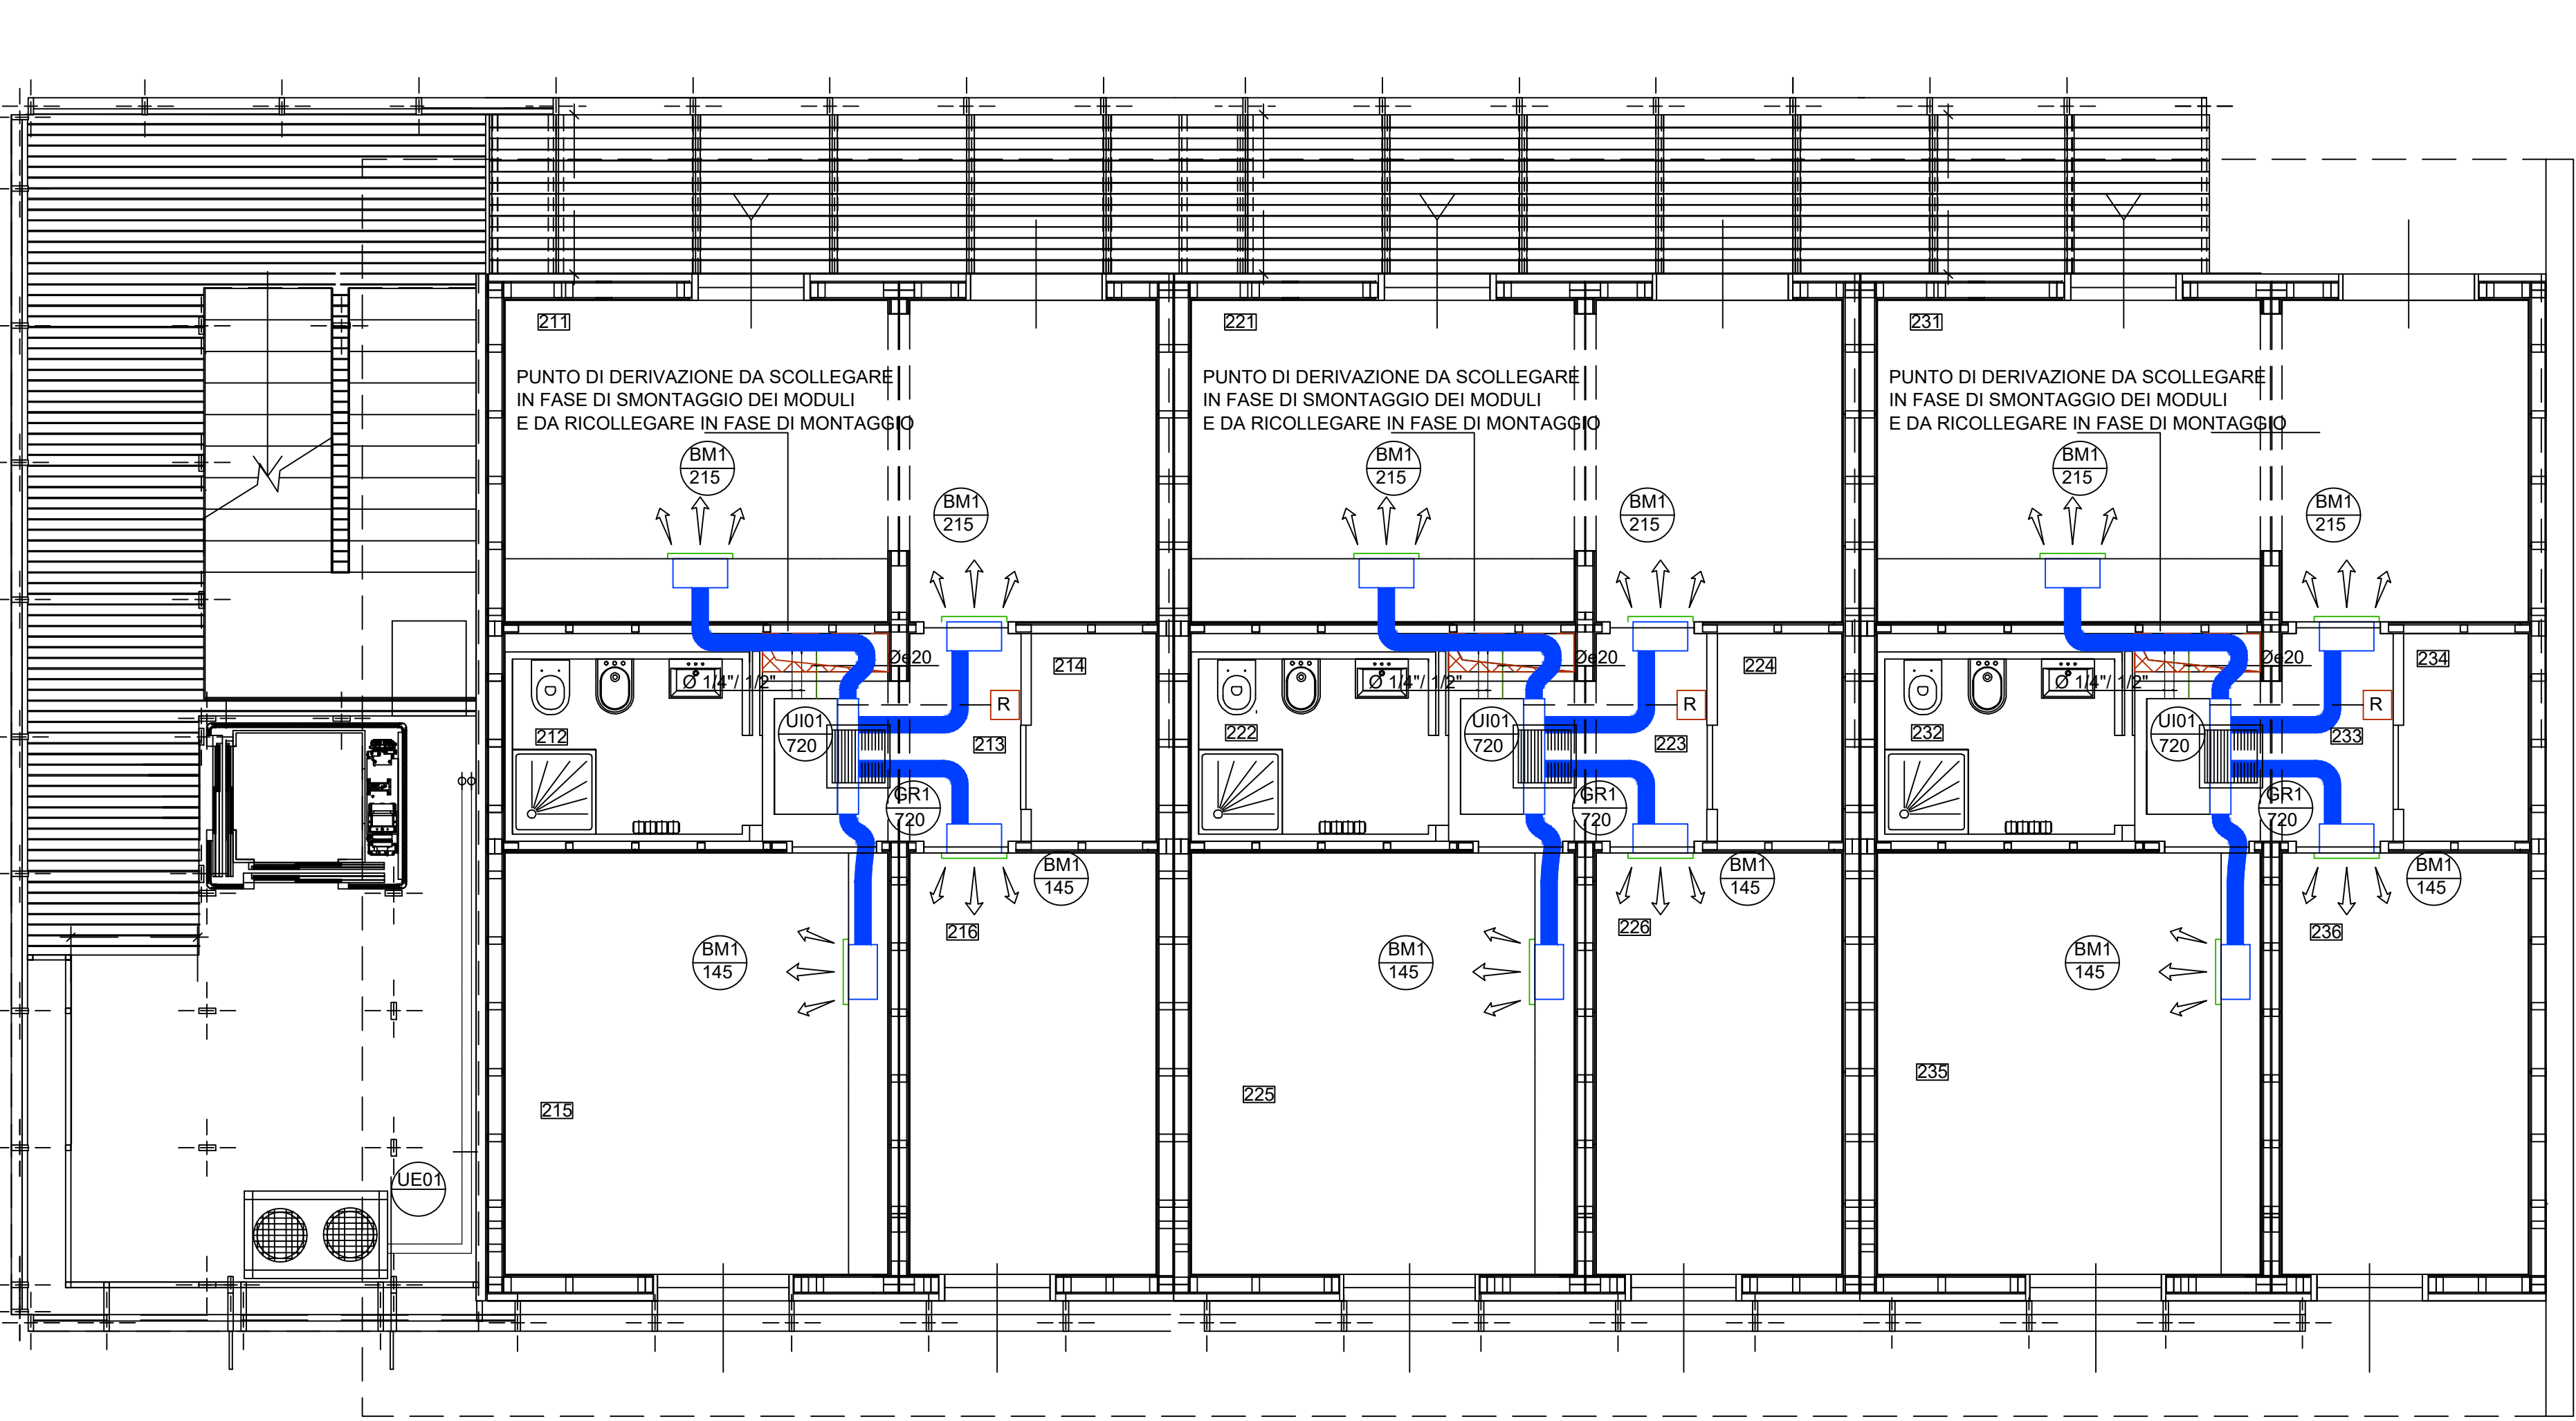 211
PUNTO DI DERIVAZIONE DA SCOLLEGARE
IN FASE DI SMONTAGGIO DEI MODULI
E DA RICOLLEGARE IN FASE DI MONTAGGIO
BM1
215
BM1
215
Øe20
Ø 1/4"/ 1/2"
214
R
UI01
720
212
213
GR1
720
BM1
145
216
BM1
145
215
UE01
221
PUNTO DI DERIVAZIONE DA SCOLLEGARE
IN FASE DI SMONTAGGIO DEI MODULI
E DA RICOLLEGARE IN FASE DI MONTAGGIO
BM1
215
BM1
215
Øe20
Ø 1/4"/ 1/2"
224
R
UI01
720
222
223
GR1
720
BM1
145
226
BM1
145
225
231
PUNTO DI DERIVAZIONE DA SCOLLEGARE
IN FASE DI SMONTAGGIO DEI MODULI
E DA RICOLLEGARE IN FASE DI MONTAGGIO
BM1
215
BM1
215
Øe20
Ø 1/4"/ 1/2"
234
R
UI01
720
232
233
GR1
720
BM1
145
236
BM1
145
235